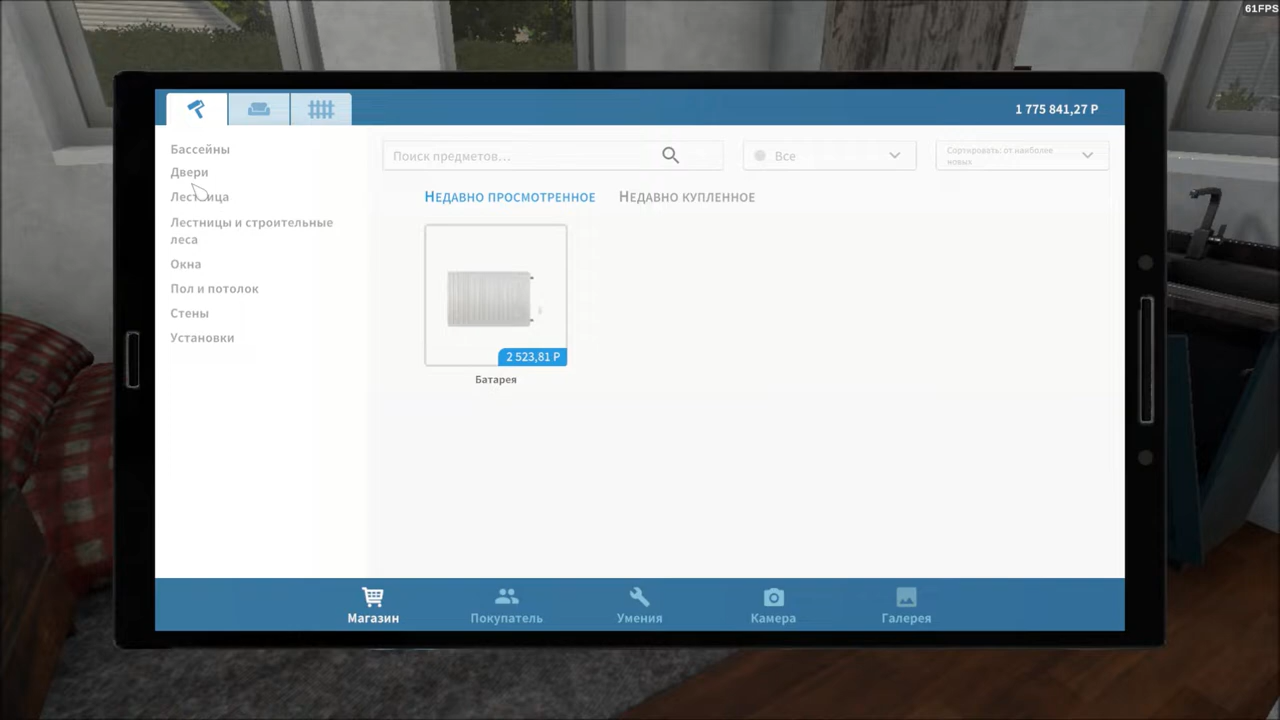 61FPS
1 775 841,27 Р
Бассейны
Двери
Лестница
Лестницы и строительные
леса
Окна
Пол и потолок
Стены
Установки
Поиск предметов...
Все
Сортировать: от наиболее
новых
Недавно просмотренное
Недавно купленное
2 523,81 Р
Батарея
Магазин
Покупатель
Умения
Камера
Галерея